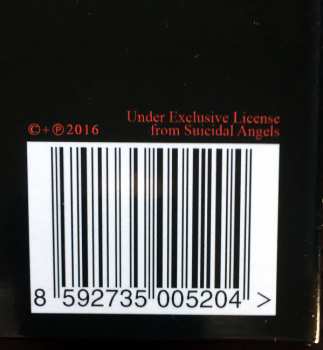 Under Exclusive License
©+℗2016 from Suicidal Angels
8 592735 005204 >